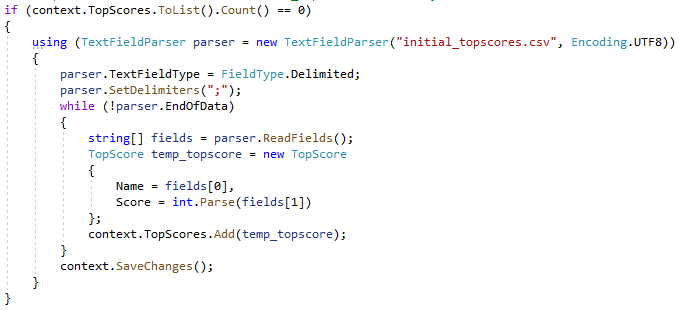 if (context.TopScores.ToList().Count() == 0)
{
    using (TextFieldParser parser = new TextFieldParser("initial_topscores.csv", Encoding.UTF8))
    {
        parser.TextFieldType = FieldType.Delimited;
        parser.SetDelimiters(";");
        while (!parser.EndOfData)
        {
            string[] fields = parser.ReadFields();
            TopScore temp_topscore = new TopScore
            {
                Name = fields[0],
                Score = int.Parse(fields[1])
            };
            context.TopScores.Add(temp_topscore);
        }
        context.SaveChanges();
    }
}